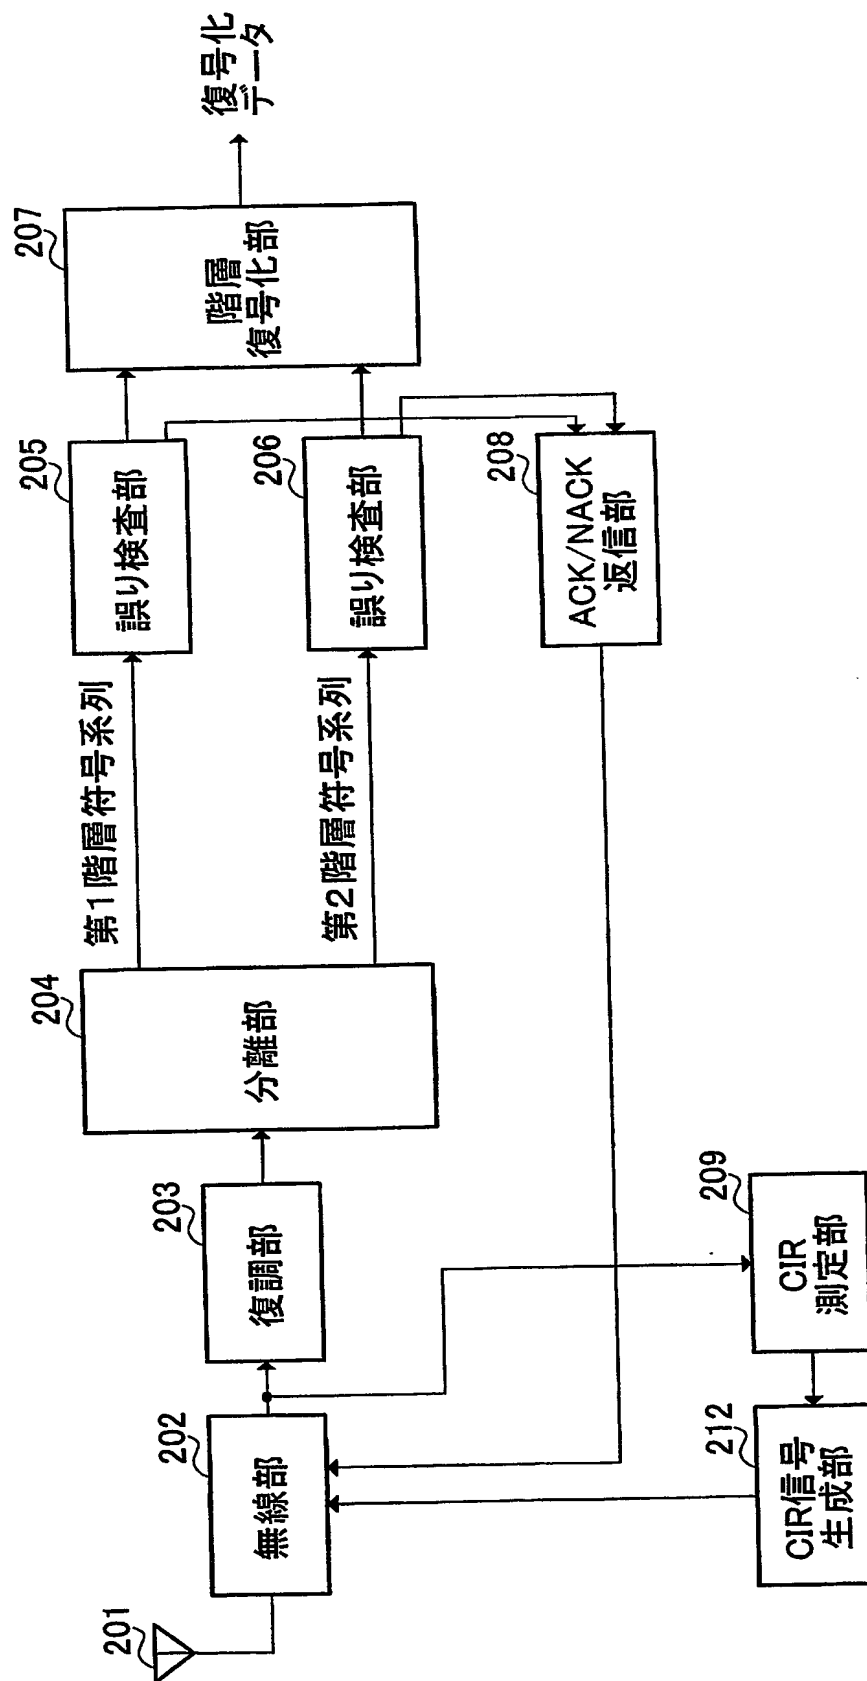 201
202
無線部
203
復調部
204
分離部
第1階層符号系列
第2階層符号系列
205
誤り検査部
206
誤り検査部
207
階層
復号化部
復号化
データ
208
ACK/NACK
返信部
209
CIR
測定部
212
CIR信号
生成部